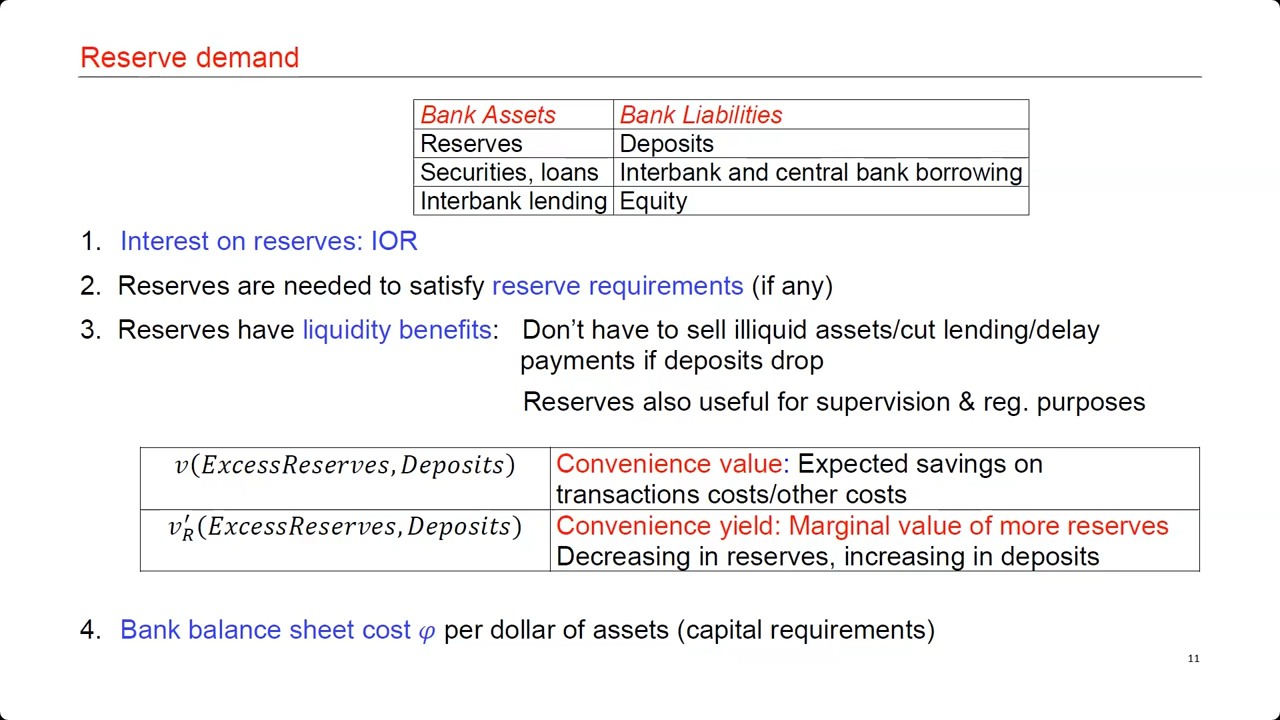 Reserve demand
Bank Assets Bank Liabilities
Reserves Deposits
Securities, loans Interbank and central bank borrowing
Interbank lending Equity
1. Interest on reserves: IOR
2. Reserves are needed to satisfy reserve requirements (if any)
3. Reserves have liquidity benefits: Don’t have to sell illiquid assets/cut lending/delay
payments if deposits drop
Reserves also useful for supervision & reg. purposes
v(ExcessReserves, Deposits) Convenience value: Expected savings on
transactions costs/other costs
v′R(ExcessReserves, Deposits) Convenience yield: Marginal value of more reserves
Decreasing in reserves, increasing in deposits
4. Bank balance sheet cost φ per dollar of assets (capital requirements)
11